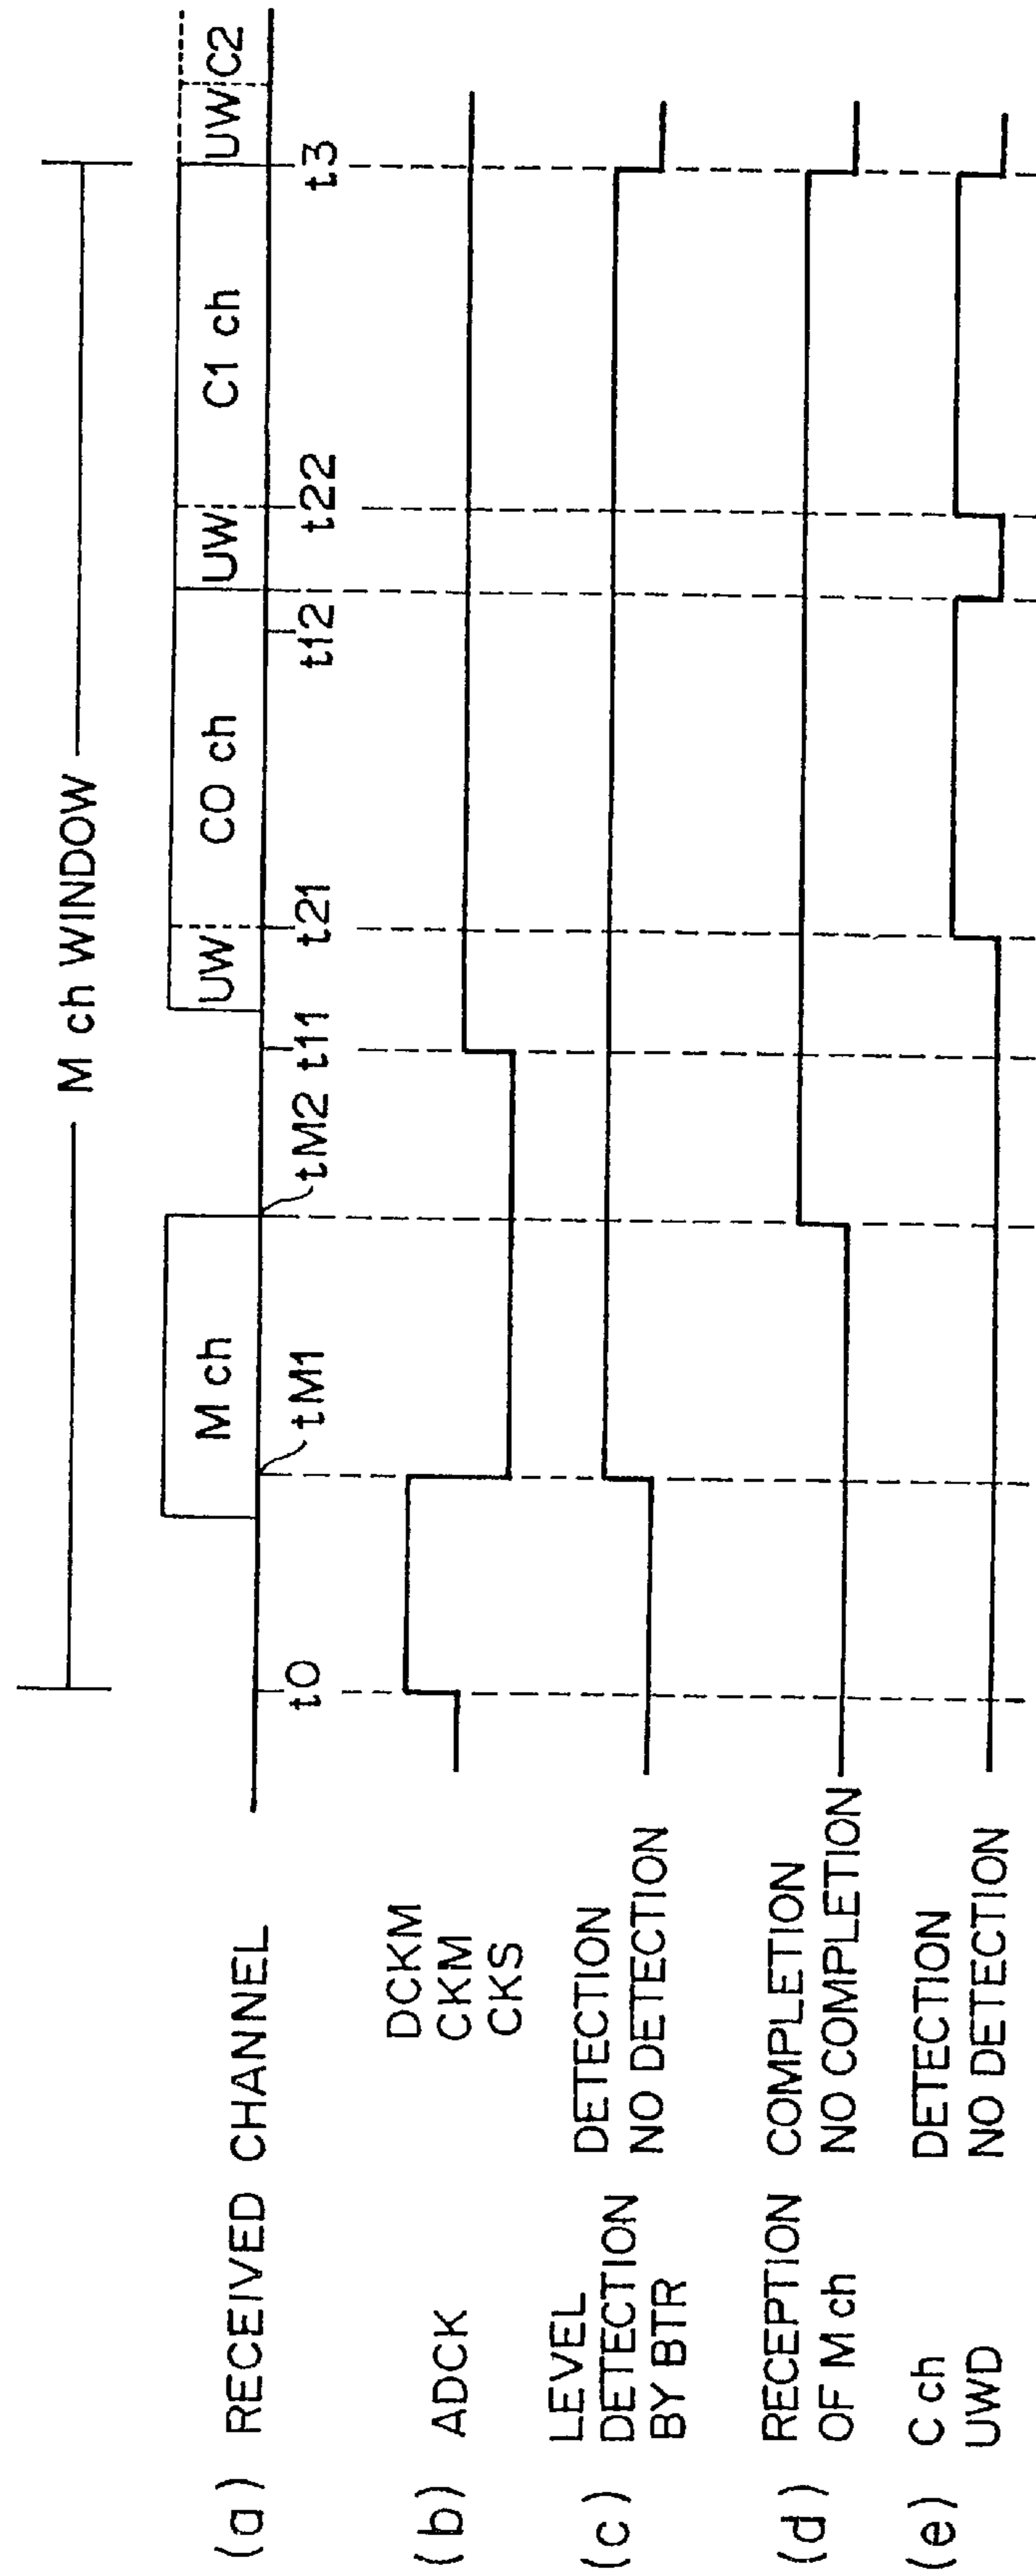 M ch WINDOW
(a) RECEIVED CHANNEL
M ch
UW
C0 ch
UW
C1 ch
UW
C2
t0
tM1
tM2
t11
t21
t12
t22
t3
(b) ADCK
DCKM
CKM
CKS
(c) LEVEL
DETECTION
BY BTR
DETECTION
NO DETECTION
(d) RECEPTION
OF M ch
COMPLETION
NO COMPLETION
(e) C ch
UWD
DETECTION
NO DETECTION